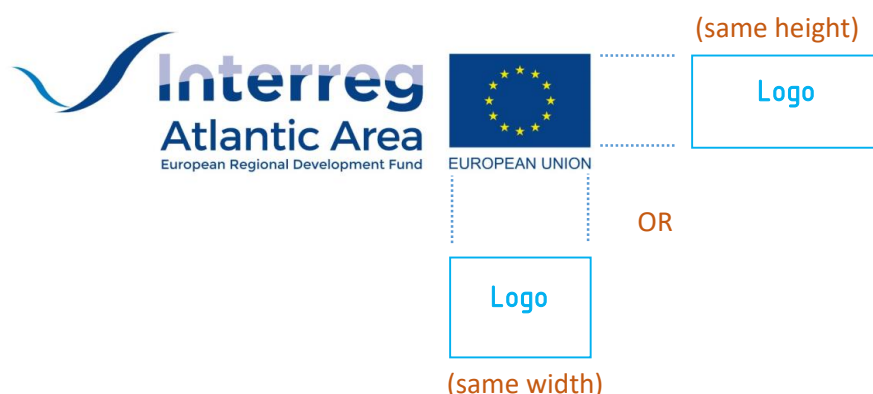 (same height)
Interreg
Logo
Atlantic Area
European Regional Development Fund
EUROPEAN UNION
OR
Logo
(same width)